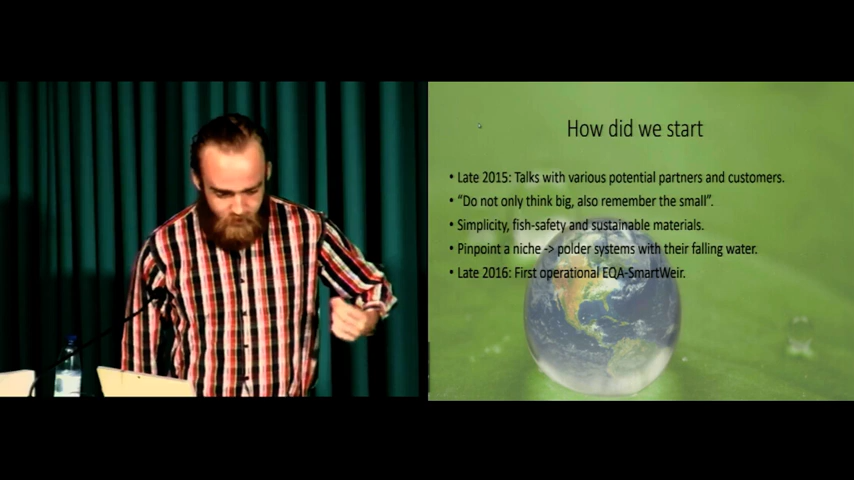 How did we start
• Late 2015: Talks with various potential partners and customers.
• “Do not only think big, also remember the small”.
• Simplicity, fish-safety and sustainable materials.
• Pinpoint a niche -> polder systems with their falling water.
• Late 2016: First operational EQA-SmartWeir.